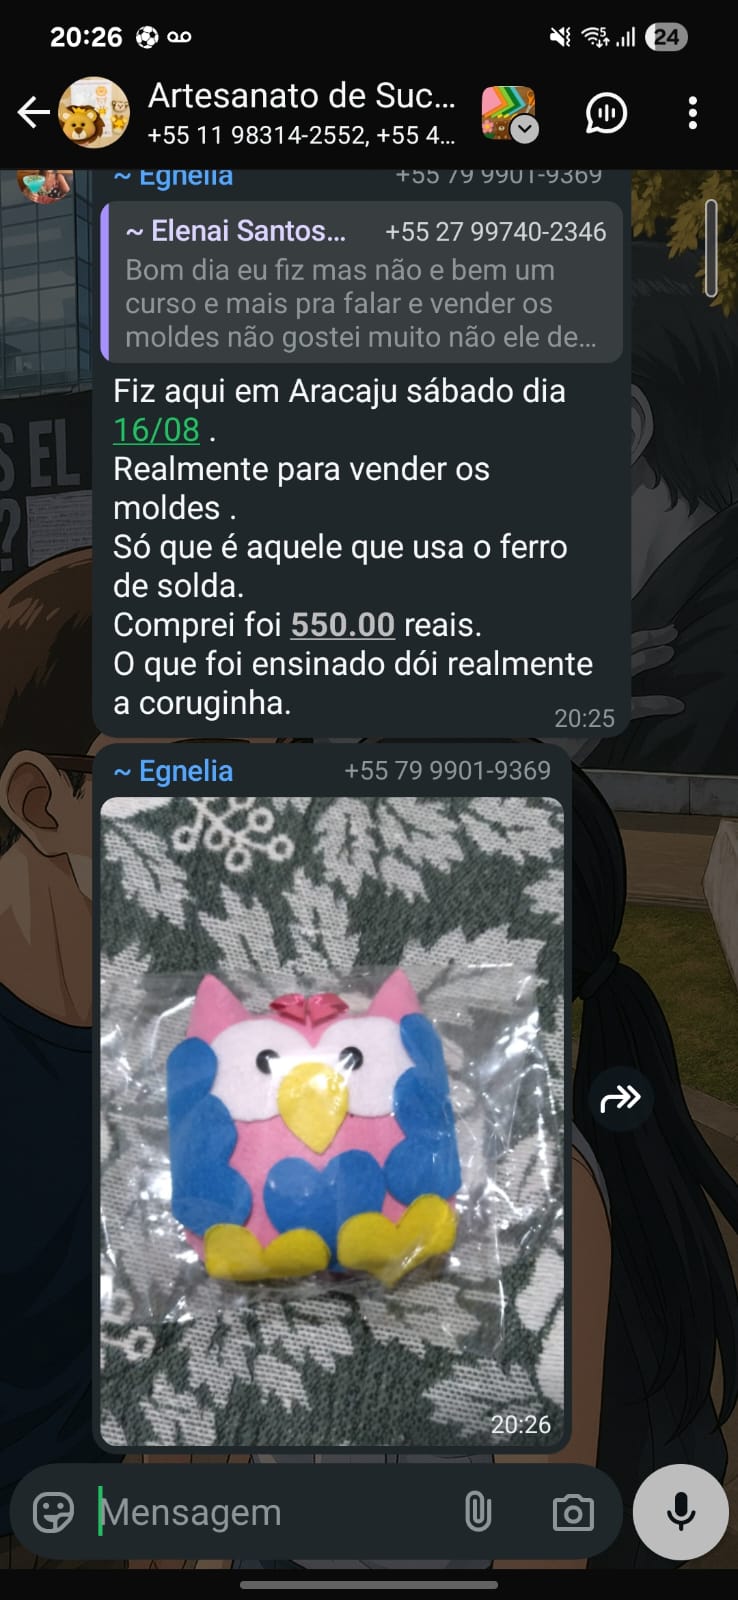 20:26
24
Artesanato de Suc...
+55 11 98314-2552, +55 4...
~ Egnelia +55 79 9901-9369
~ Elenai Santos... +55 27 99740-2346
Bom dia eu fiz mas não e bem um
curso e mais pra falar e vender os
moldes não gostei muito não ele de...
Fiz aqui em Aracaju sábado dia
16/08 .
Realmente para vender os
moldes .
Só que é aquele que usa o ferro
de solda.
Comprei foi 550.00 reais.
O que foi ensinado dói realmente
a coruginha.
20:25
~ Egnelia +55 79 9901-9369
20:26
Mensagem